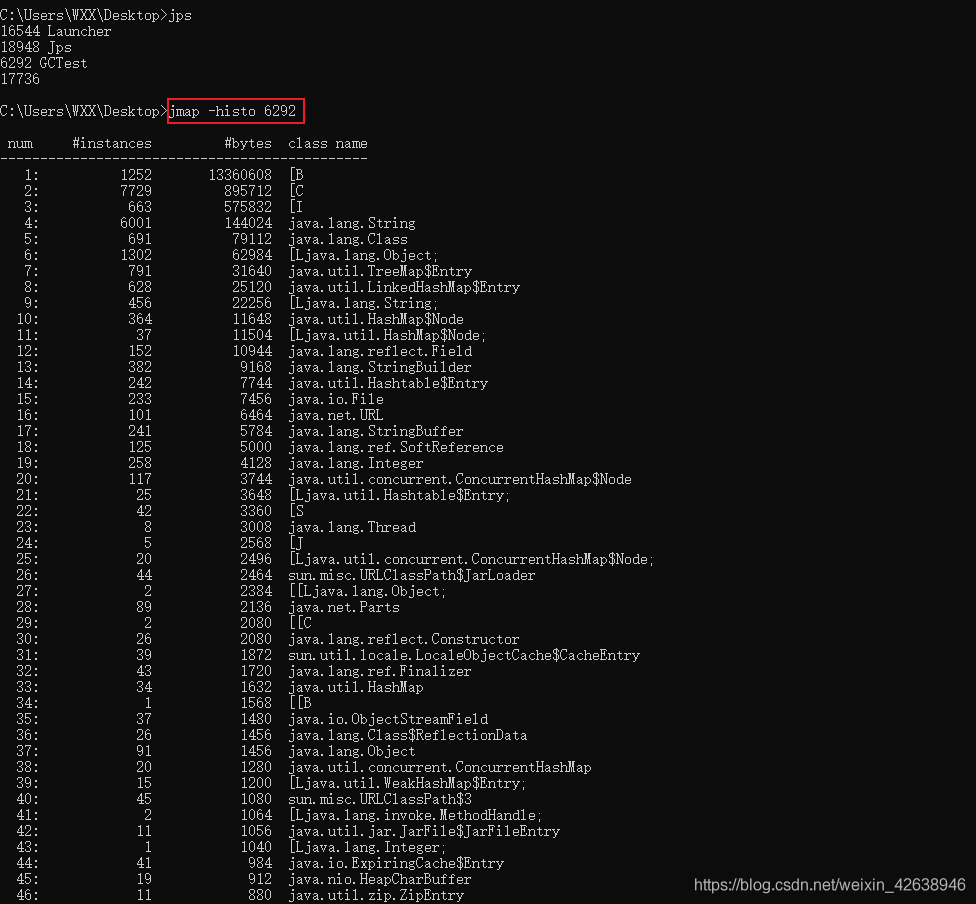 C:\Users\WXX\Desktop>jps
16544 Launcher
18948 Jps
6292 GCTest
17736
C:\Users\WXX\Desktop>jmap -histo 6292
num #instances #bytes class name
----------------------------------------------
1: 1252 13360608 [B
2: 7729 895712 [C
3: 663 575832 [I
4: 6001 144024 java.lang.String
5: 691 79112 java.lang.Class
6: 1302 62984 [Ljava.lang.Object;
7: 791 31640 java.util.TreeMap$Entry
8: 628 25120 java.util.LinkedHashMap$Entry
9: 456 22256 [Ljava.lang.String;
10: 364 11648 java.util.HashMap$Node
11: 37 11504 [Ljava.util.HashMap$Node;
12: 152 10944 java.lang.reflect.Field
13: 382 9168 java.lang.StringBuilder
14: 242 7744 java.util.Hashtable$Entry
15: 233 7456 java.io.File
16: 101 6464 java.net.URL
17: 241 5784 java.lang.StringBuffer
18: 125 5000 java.lang.ref.SoftReference
19: 258 4128 java.lang.Integer
20: 117 3744 java.util.concurrent.ConcurrentHashMap$Node
21: 25 3648 [Ljava.util.Hashtable$Entry;
22: 42 3360 [S
23: 8 3008 java.lang.Thread
24: 5 2568 [J
25: 20 2496 [Ljava.util.concurrent.ConcurrentHashMap$Node;
26: 44 2464 sun.misc.URLClassPath$JarLoader
27: 2 2384 [[Ljava.lang.Object;
28: 89 2136 java.net.Parts
29: 2 2080 [[C
30: 26 2080 java.lang.reflect.Constructor
31: 39 1872 sun.util.locale.LocaleObjectCache$CacheEntry
32: 43 1720 java.lang.ref.Finalizer
33: 34 1632 java.util.HashMap
34: 1 1568 [[B
35: 37 1480 java.io.ObjectStreamField
36: 26 1456 java.lang.Class$ReflectionData
37: 91 1456 java.lang.Object
38: 20 1280 java.util.concurrent.ConcurrentHashMap
39: 15 1200 [Ljava.util.WeakHashMap$Entry;
40: 45 1080 sun.misc.URLClassPath$3
41: 2 1064 [Ljava.lang.invoke.MethodHandle;
42: 11 1056 java.util.jar.JarFile$JarFileEntry
43: 1 1040 [Ljava.lang.Integer;
44: 41 984 java.io.ExpiringCache$Entry
45: 19 912 java.nio.HeapCharBuffer
46: 11 880 java.util.zip.ZipEntry
https://blog.csdn.net/weixin_42638946